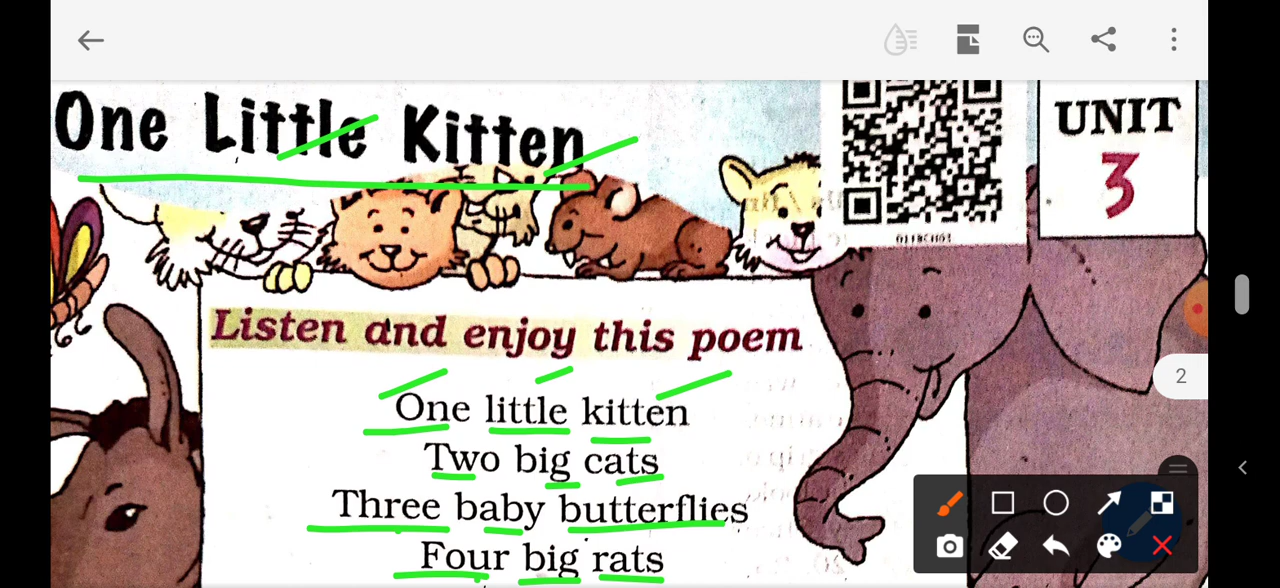 One Little Kitten
UNIT
3
Listen and enjoy this poem
One little kitten
Two big cats
Three baby butterflies
Four big rats
2